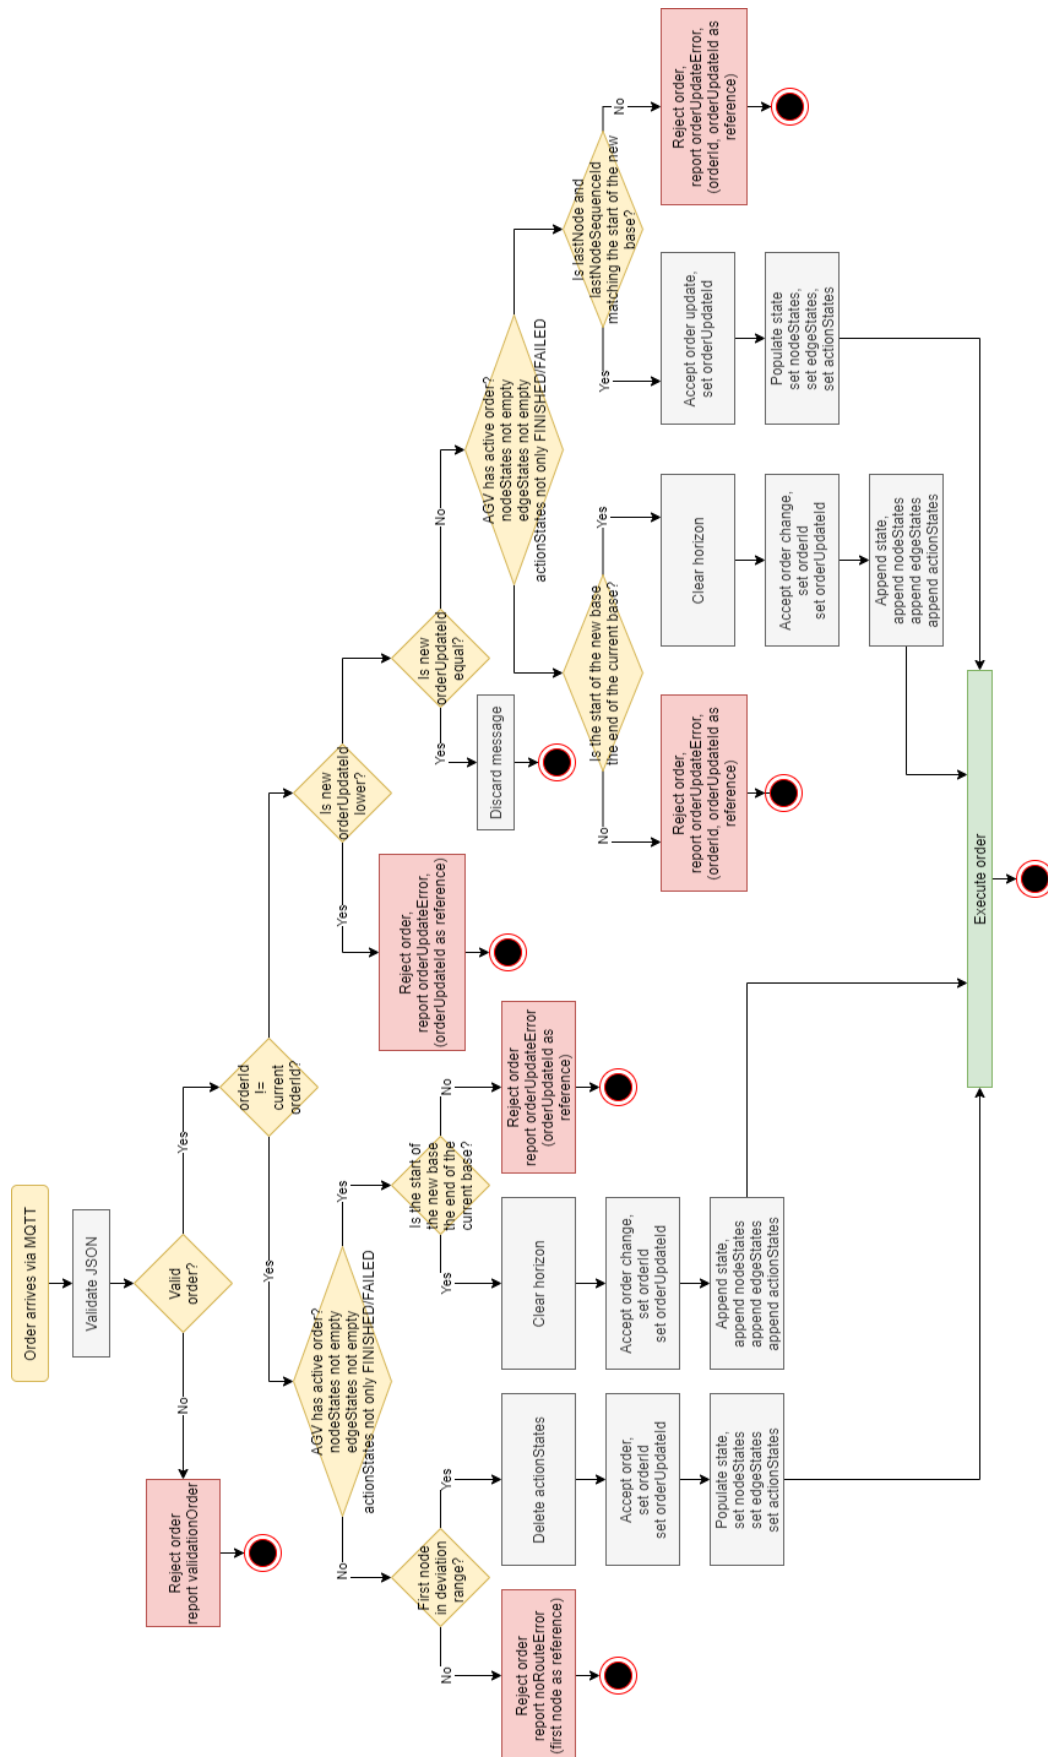 Order arrives via MQTT
Validate JSON
Valid
order?
No
Yes
Reject order
report validationOrder
orderId
!=
current
orderId?
Yes
AGV has active order?
nodeStates not empty
edgeStates not empty
actionStates not only FINISHED/FAILED
No
Yes
First node
in deviation
range?
No
Yes
Reject order
report noRouteError
(first node as reference)
Delete actionStates
Accept order,
set orderId
set orderUpdateId
Populate state,
set nodeStates
set edgeStates
set actionStates
Is the start of
the new base
the end of the
current base?
Yes
No
Clear horizon
Accept order change,
set orderId
set orderUpdateId
Append state,
append nodeStates
append edgeStates
append actionStates
Reject order
report orderUpdateError
(orderUpdateId as
reference)
Is new
orderUpdateId
lower?
Yes
Reject order,
report orderUpdateError,
(orderUpdateId as reference)
Is new
orderUpdateId
equal?
Yes
No
Discard message
AGV has active order?
nodeStates not empty
edgeStates not empty
actionStates not only FINISHED/FAILED
Is the start of the new base
the end of the current base?
No
Yes
Reject order,
report orderUpdateError,
(orderId, orderUpdateId as
reference)
Clear horizon
Accept order change,
set orderId
set orderUpdateId
Append state,
append nodeStates
append edgeStates
append actionStates
Is lastNode and
lastNodeSequenceId
matching the start of the new
base?
Yes
No
Accept order update,
set orderUpdateId
Populate state
set nodeStates,
set edgeStates,
set actionStates
Reject order,
report orderUpdateError,
(orderId, orderUpdateId as
reference)
Execute order